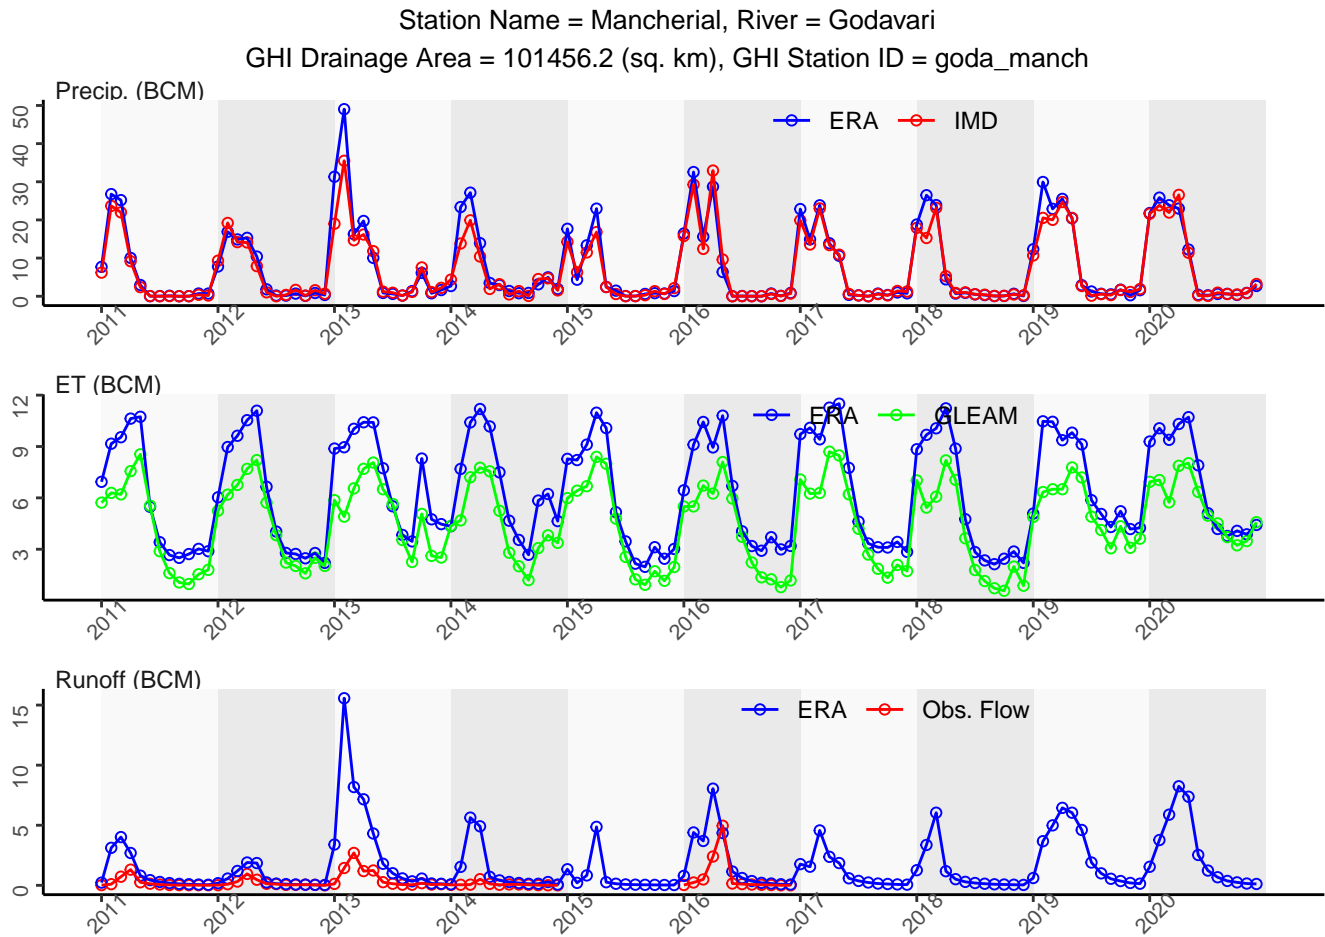 Station Name = Mancherial, River = Godavari
GHI Drainage Area = 101456.2 (sq. km), GHI Station ID = goda_manch
Precip. (BCM)
ERA IMD
50
40
30
20
10
0
2011 2012 2013 2014 2015 2016 2017 2018 2019 2020
ET (BCM)
ERA GLEAM
12
9
6
3
2011 2012 2013 2014 2015 2016 2017 2018 2019 2020
Runoff (BCM)
ERA Obs. Flow
15
10
5
0
2011 2012 2013 2014 2015 2016 2017 2018 2019 2020